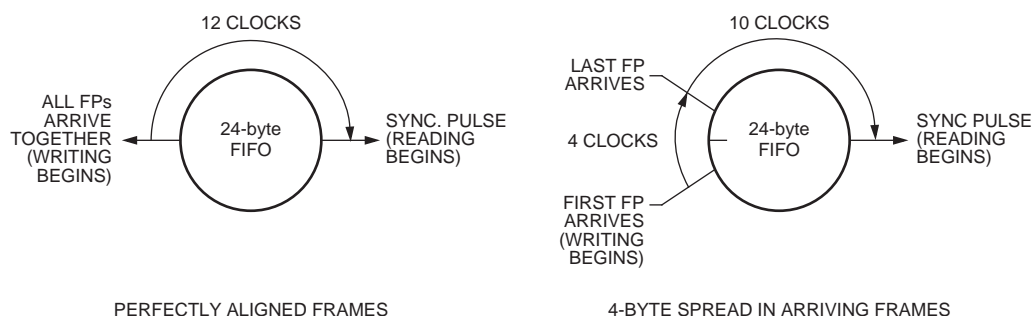 12 CLOCKS
ALL FPs
ARRIVE
TOGETHER
(WRITING
BEGINS)
24-byte
FIFO
SYNC. PULSE
(READING
BEGINS)
PERFECTLY ALIGNED FRAMES
10 CLOCKS
LAST FP
ARRIVES
4 CLOCKS
FIRST FP
ARRIVES
(WRITING
BEGINS)
24-byte
FIFO
SYNC PULSE
(READING
BEGINS)
4-BYTE SPREAD IN ARRIVING FRAMES